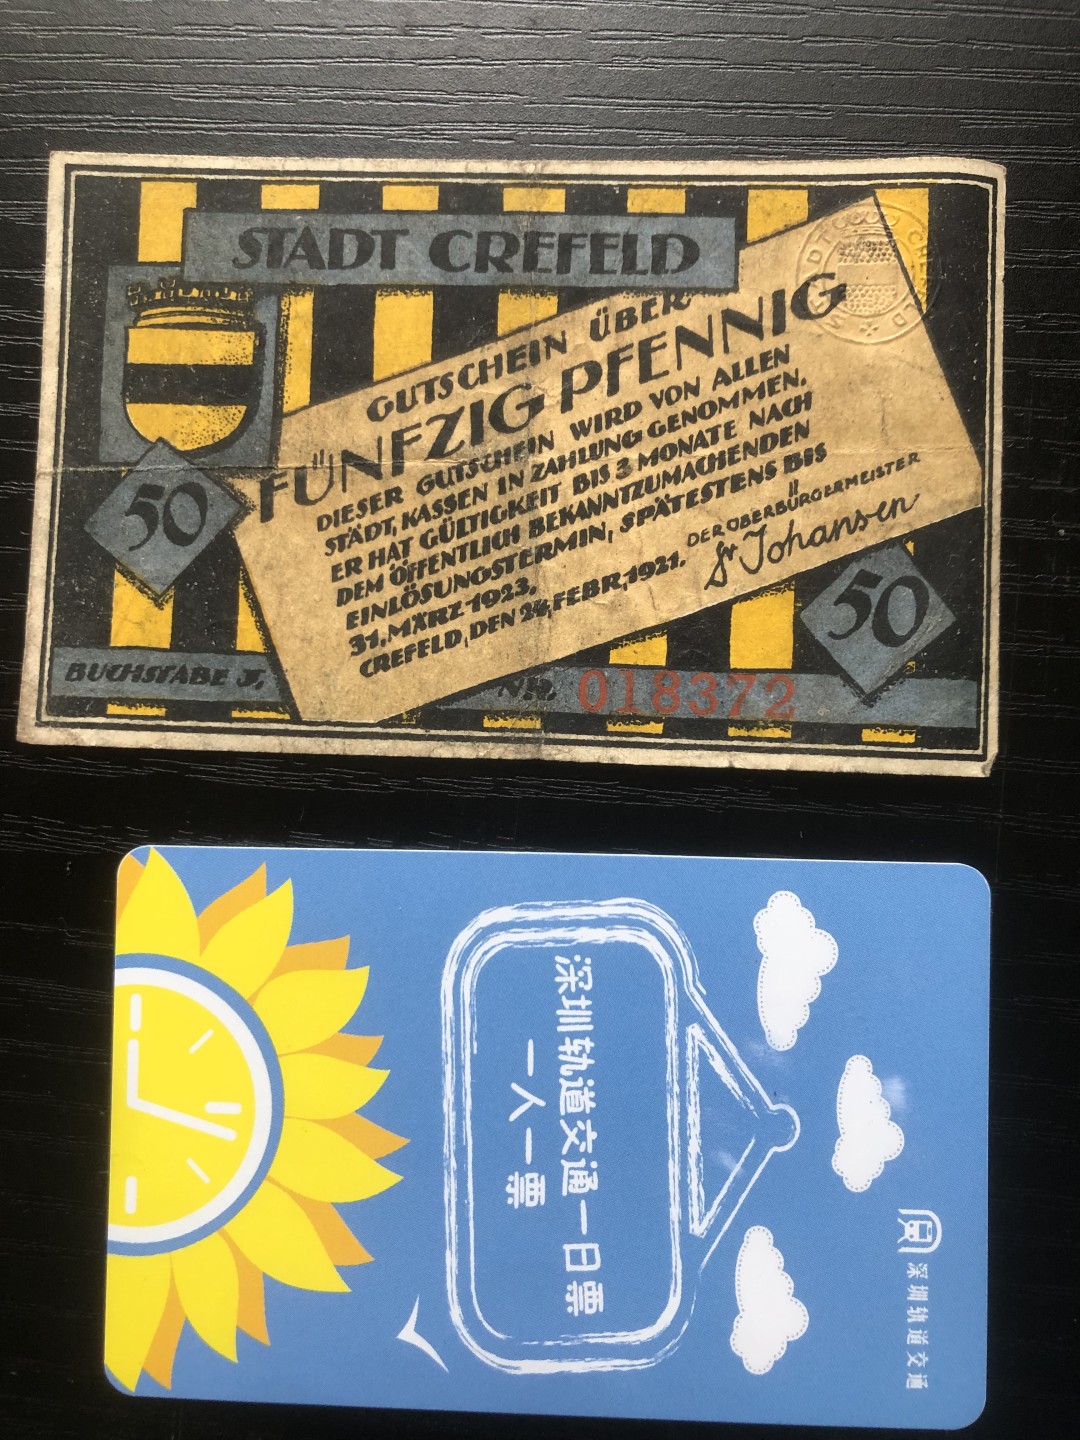 STADT CREFELD
GUTSCHEIN ÜBER
FÜNFZIG PFENNIG
DIESER GUTSCHEIN WIRD VON ALLEN
STÄDT, KASSEN IN ZAHLUNG GENOMMEN.
ER HAT GÜLTIGKEIT BIS 3 MONATE NACH
DEM ÖFFENTLICH BEKANNTZUMACHENDEN
EINLÖSUNGSTERMIN, SPÄTESTENS BIS
31. MÄRZ 1923.
CREFELD, DEN 24, FEBR, 1921.
DER OBERBÜRGERMEISTER
Dr Johansen
50
50
BUCHSTABE J,
NR. 018372
深圳轨道交通一日票
一人一票
深圳轨道交通